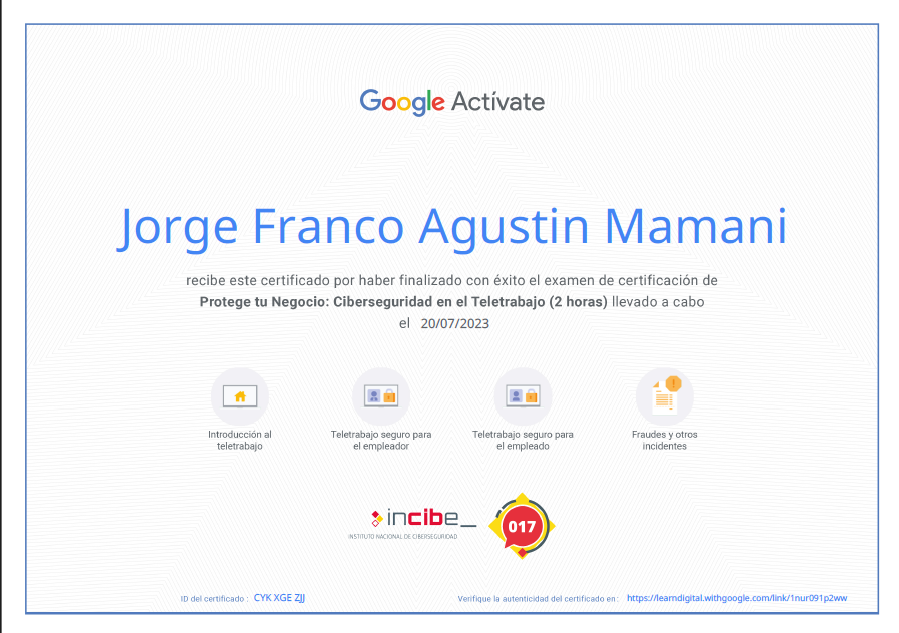 Google Actívate
Jorge Franco Agustin Mamani
recibe este certificado por haber finalizado con éxito el examen de certificación de
Protege tu Negocio: Ciberseguridad en el Teletrabajo (2 horas) llevado a cabo
el 20/07/2023
Introducción al
teletrabajo
Teletrabajo seguro para
el empleador
Teletrabajo seguro para
el empleado
Fraudes y otros
incidentes
incibe_
INSTITUTO NACIONAL DE CIBERSEGURIDAD
017
ID del certificado : CYK XGE ZJJ
Verifique la autenticidad del certificado en : https://learndigital.withgoogle.com/link/1nur091p2ww